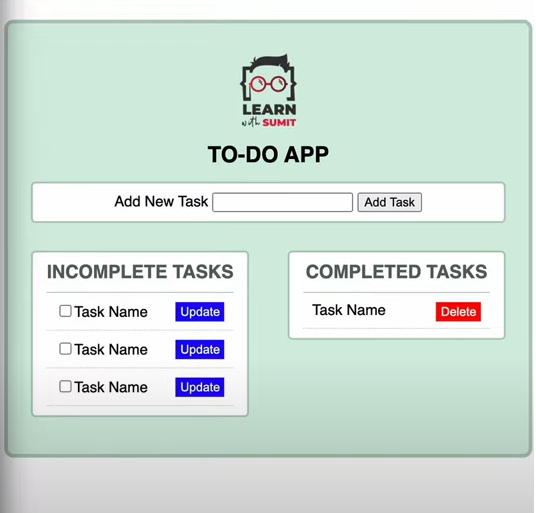 LEARN
with SUMIT
TO-DO APP
Add New Task Add Task
INCOMPLETE TASKS
Task Name Update
Task Name Update
Task Name Update
COMPLETED TASKS
Task Name Delete